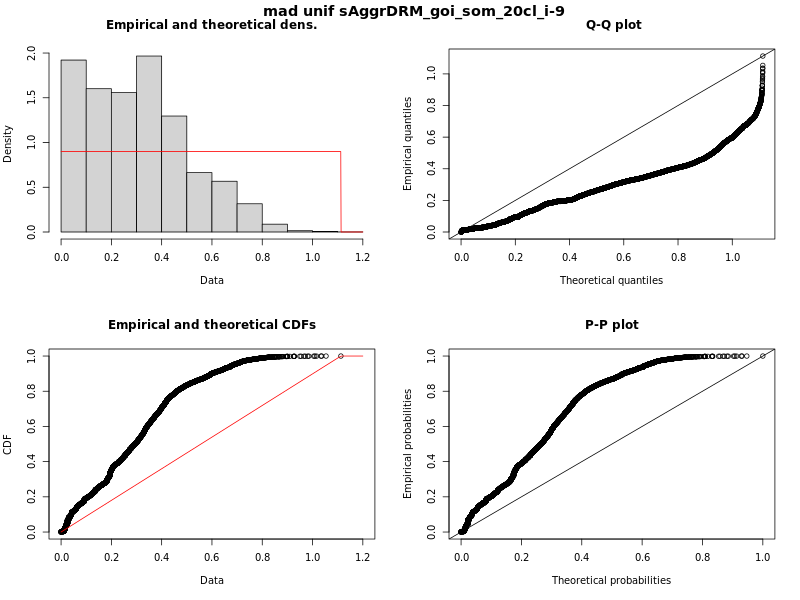 mad unif sAggrDRM_goi_som_20cl_i-9
Empirical and theoretical dens.
Density
0.0 0.5 1.0 1.5 2.0
0.0 0.2 0.4 0.6 0.8 1.0 1.2
Data
Q-Q plot
Empirical quantiles
0.0 0.2 0.4 0.6 0.8 1.0
0.0 0.2 0.4 0.6 0.8 1.0
Theoretical quantiles
Empirical and theoretical CDFs
CDF
0.0 0.2 0.4 0.6 0.8 1.0
0.0 0.2 0.4 0.6 0.8 1.0 1.2
Data
P-P plot
Empirical probabilities
0.0 0.2 0.4 0.6 0.8 1.0
0.0 0.2 0.4 0.6 0.8 1.0
Theoretical probabilities